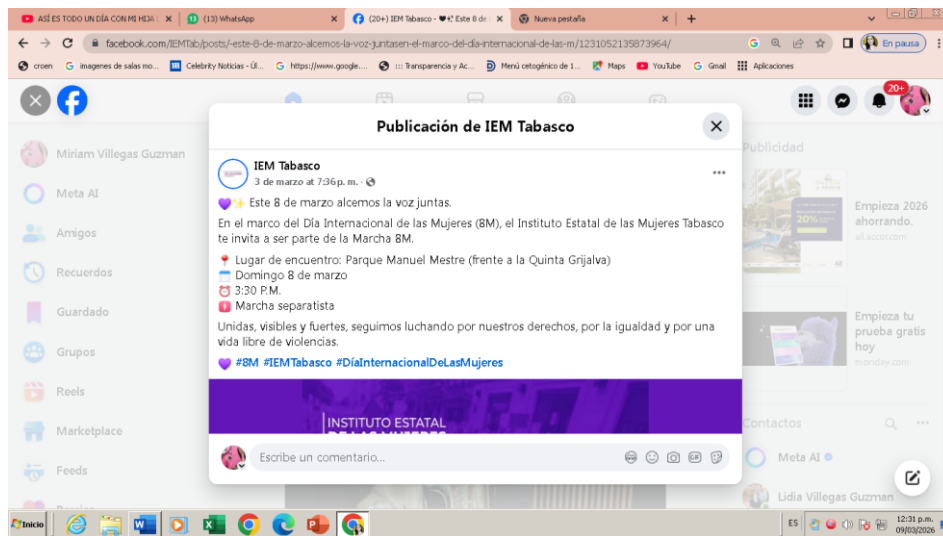 ASÍ ES TODO UN DÍA CON MI HIJA
(13) WhatsApp
(20+) IEM Tabasco - Este 8 de
Nueva pestaña
facebook.com/IEMTab/posts/-este-8-de-marzo-alcemos-la-voz-juntasen-el-marco-del-día-internacional-de-las-m/1231052135873964/
En pausa
croen
imagenes de salas mo...
Celebrity Noticias - Úl...
https://www.google....
::: Transparencia y Ac...
Menú cetogénico de 1...
Maps
YouTube
Gmail
Aplicaciones
20+
Publicación de IEM Tabasco
Miriam Villegas Guzman
Meta AI
Amigos
Recuerdos
Guardado
Grupos
Reels
Marketplace
Feeds
IEM Tabasco
3 de marzo at 7:36 p. m. ·
💜✨ Este 8 de marzo alcemos la voz juntas.
En el marco del Día Internacional de las Mujeres (8M), el Instituto Estatal de las Mujeres Tabasco
te invita a ser parte de la Marcha 8M.
📍 Lugar de encuentro: Parque Manuel Mestre (frente a la Quinta Grijalva)
🗓️ Domingo 8 de marzo
⏰ 3:30 P.M.
🚺 Marcha separatista
Unidas, visibles y fuertes, seguimos luchando por nuestros derechos, por la igualdad y por una
vida libre de violencias.
💜 #8M #IEMTabasco #DíaInternacionalDeLasMujeres
INSTITUTO ESTATAL
DE LAS MUJERES
Escribe un comentario...
GIF
Publicidad
20%
Empieza 2026
ahorrando.
all.accor.com
Empieza tu
prueba gratis
hoy
monday.com
Contactos
Meta AI
Lidia Villegas Guzman
Inicio
ES
12:31 p.m.
09/03/2026